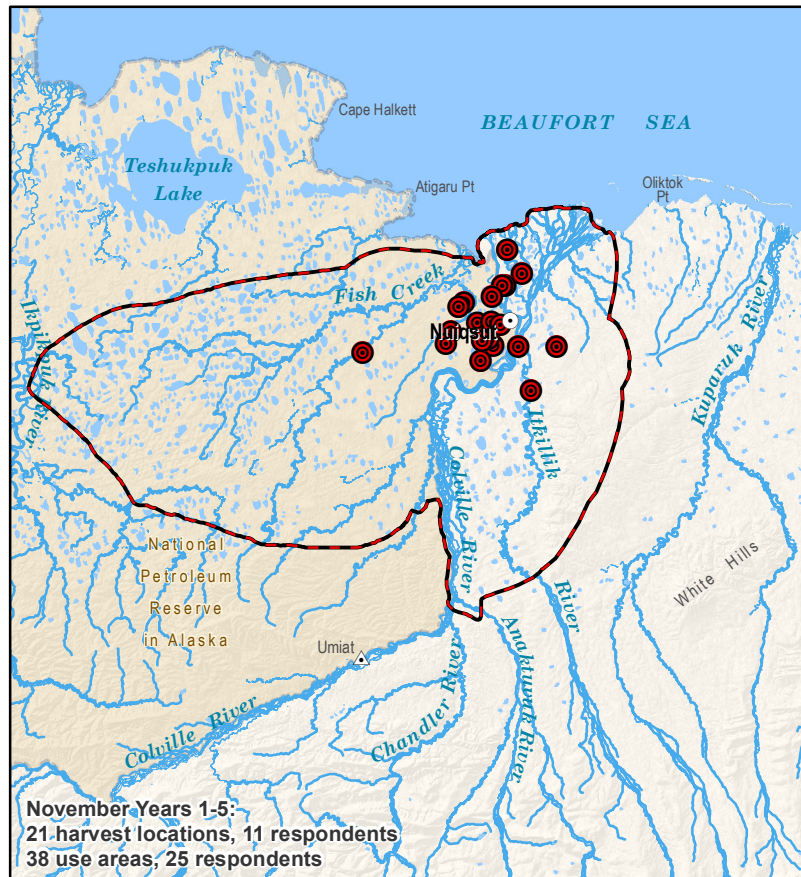 Cape Halkett
BEAUFORT SEA
Teshukpuk
Lake
Atigaru Pt
Oliktok
Pt
Fish Creek
Nuiqsut
Ikpikpuk River
Kuparuk River
Itkillik
River
Colville River
White Hills
National
Petroleum
Reserve
in Alaska
Umiat
Anaktuvuk River
Chandler River
Colville River
November Years 1-5:
21 harvest locations, 11 respondents
38 use areas, 25 respondents